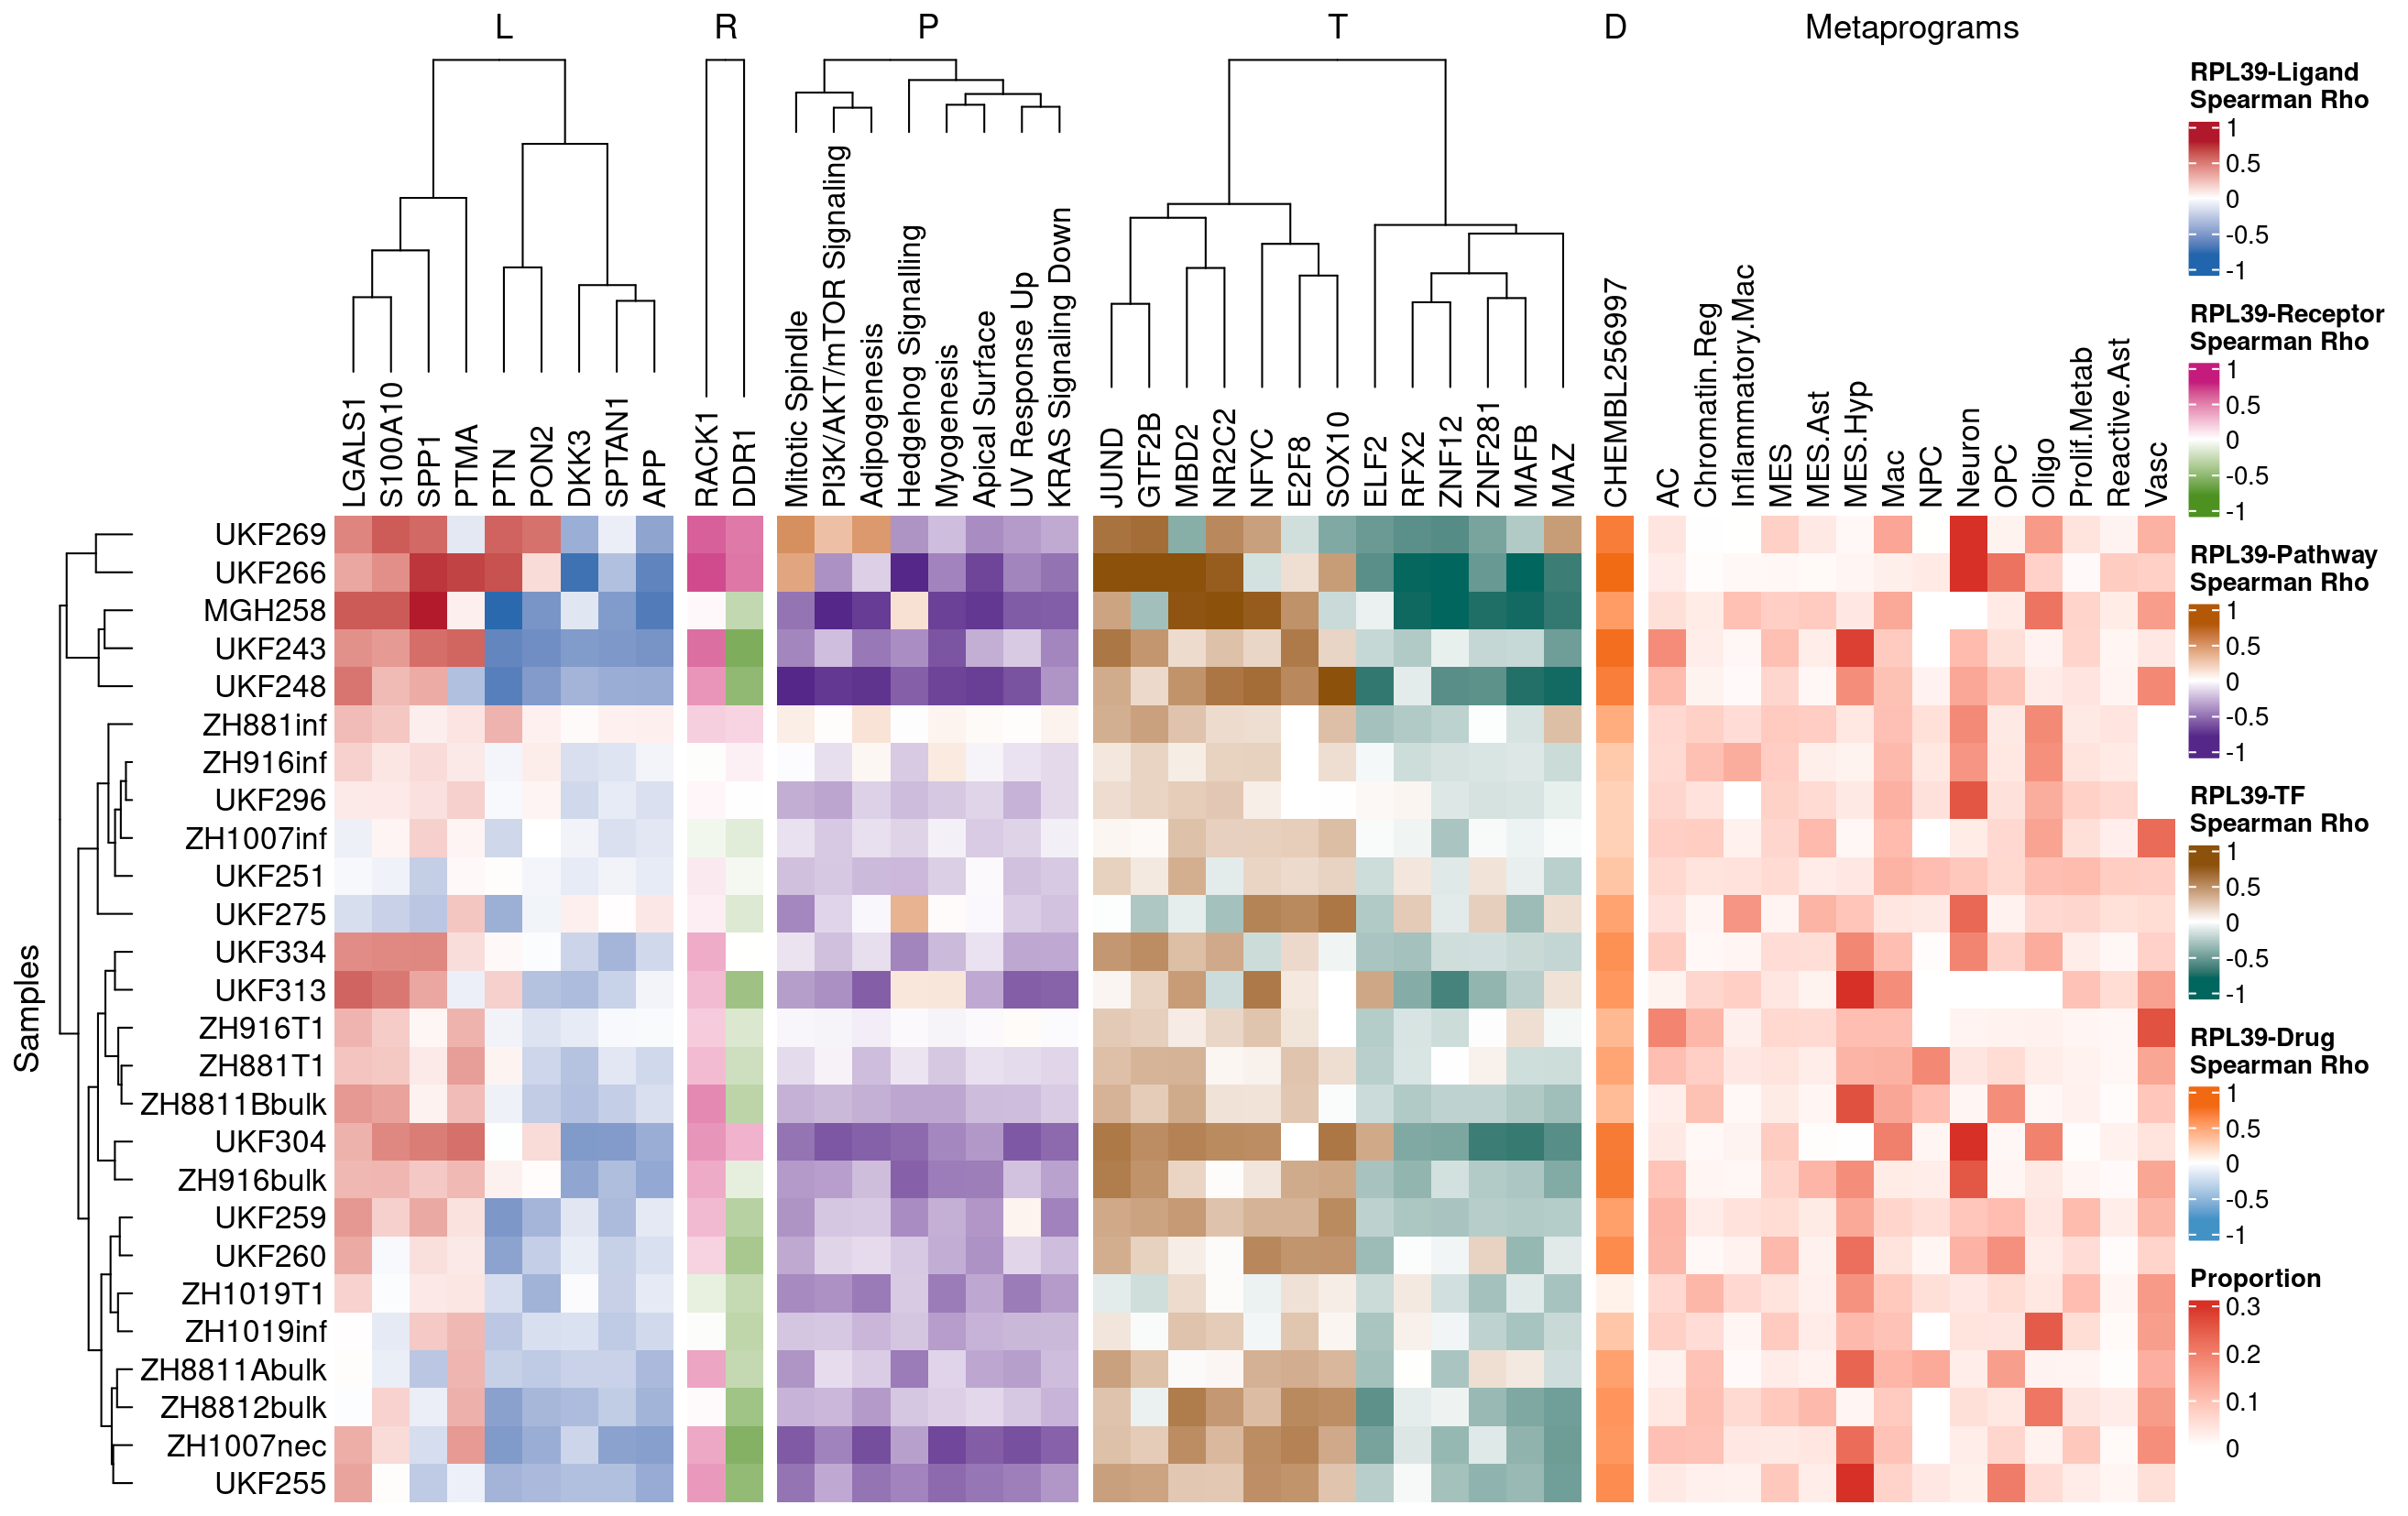 L
R
P
T
D
Metaprograms
LGALS1
S100A10
SPP1
PTMA
PTN
PON2
DKK3
SPTAN1
APP
RACK1
DDR1
Mitotic Spindle
PI3K/AKT/mTOR Signaling
Adipogenesis
Hedgehog Signalling
Myogenesis
Apical Surface
UV Response Up
KRAS Signaling Down
JUND
GTF2B
MBD2
NR2C2
NFYC
E2F8
SOX10
ELF2
RFX2
ZNF12
ZNF281
MAFB
MAZ
CHEMBL256997
AC
Chromatin.Reg
Inflammatory.Mac
MES
MES.Ast
MES.Hyp
Mac
NPC
Neuron
OPC
Oligo
Prolif.Metab
Reactive.Ast
Vasc
Samples
UKF269
UKF266
MGH258
UKF243
UKF248
ZH881inf
ZH916inf
UKF296
ZH1007inf
UKF251
UKF275
UKF334
UKF313
ZH916T1
ZH881T1
ZH8811Bbulk
UKF304
ZH916bulk
UKF259
UKF260
ZH1019T1
ZH1019inf
ZH8811Abulk
ZH8812bulk
ZH1007nec
UKF255
RPL39-Ligand
Spearman Rho
1
0.5
0
-0.5
-1
RPL39-Receptor
Spearman Rho
1
0.5
0
-0.5
-1
RPL39-Pathway
Spearman Rho
1
0.5
0
-0.5
-1
RPL39-TF
Spearman Rho
1
0.5
0
-0.5
-1
RPL39-Drug
Spearman Rho
1
0.5
0
-0.5
-1
Proportion
0.3
0.2
0.1
0